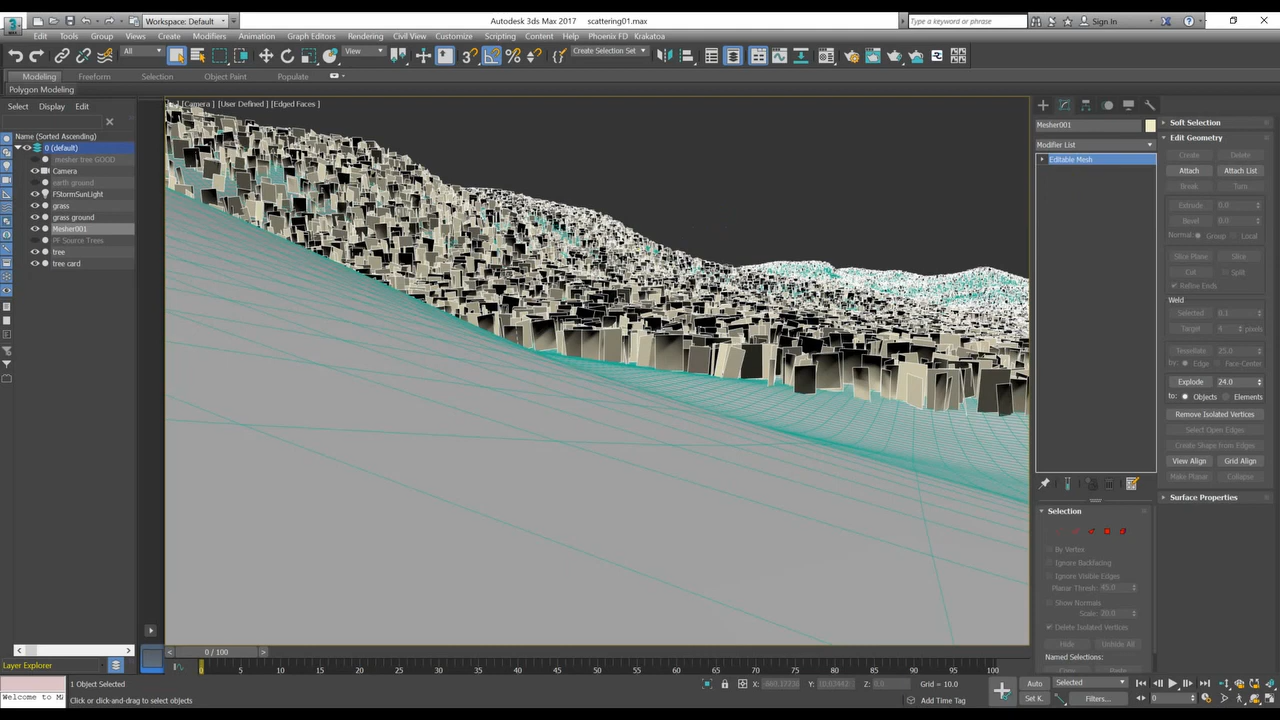 Workspace: Default
Autodesk 3ds Max 2017 scattering01.max
Type a keyword or phrase
Sign In
Edit Tools Group Views Create Modifiers Animation Graph Editors Rendering Civil View Customize Scripting Content Help Phoenix FD Krakatoa
All
View
Create Selection Set
Modeling Freeform Selection Object Paint Populate
Polygon Modeling
Select Display Edit
[Camera ] [User Defined ] [Edged Faces ]
Name (Sorted Ascending)
0 (default)
mesher tree GOOD
Camera
earth ground
FStormSunLight
grass
grass ground
Mesher001
PF Source Trees
tree
tree card
Mesher001
Modifier List
Editable Mesh
Selection
By Vertex
Ignore Backfacing
Ignore Visible Edges
Planar Thresh: 45.0
Show Normals
Scale: 20.0
Delete Isolated Vertices
Hide Unhide All
Named Selections:
Copy Paste
Soft Selection
Edit Geometry
Create Delete
Attach Attach List
Break Turn
Extrude 0.0
Bevel 0.0
Normal: Group Local
Slice Plane Slice
Cut Split
Refine Ends
Weld
Selected 0.1
Target 4 pixels
Tessellate 25.0
by: Edge Face-Center
Explode 24.0
to: Objects Elements
Remove Isolated Vertices
Select Open Edges
Create Shape from Edges
View Align Grid Align
Make Planar Collapse
Surface Properties
0 / 100
Layer Explorer
0 5 10 15 20 25 30 35 40 45 50 55 60 65 70 75 80 85 90 95 100
1 Object Selected
Welcome to M
Click or click-and-drag to select objects
X: Y: Z: 0.0
Grid = 10.0
Add Time Tag
Auto Selected
Set K. Filters...
0